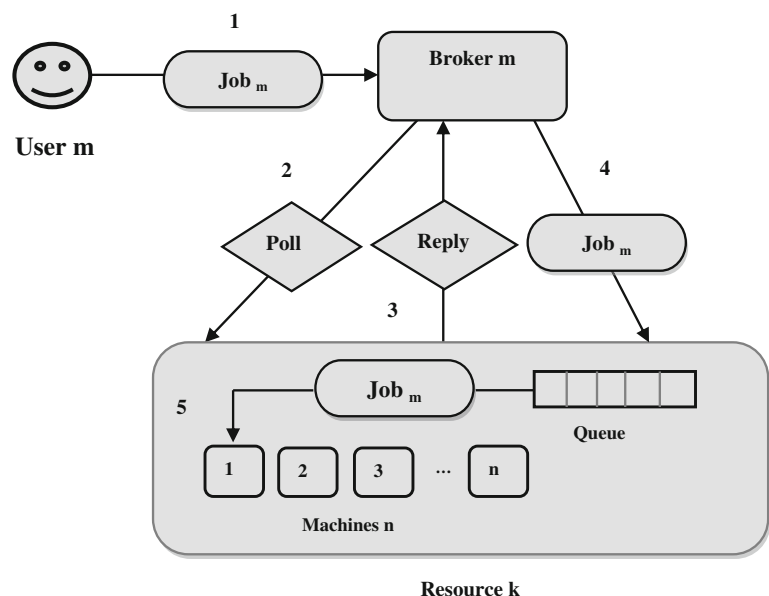 1
Job m
Broker m
User m
2
4
Poll
Reply
Job m
3
5
Job m
Queue
1
2
3
...
n
Machines n
Resource k